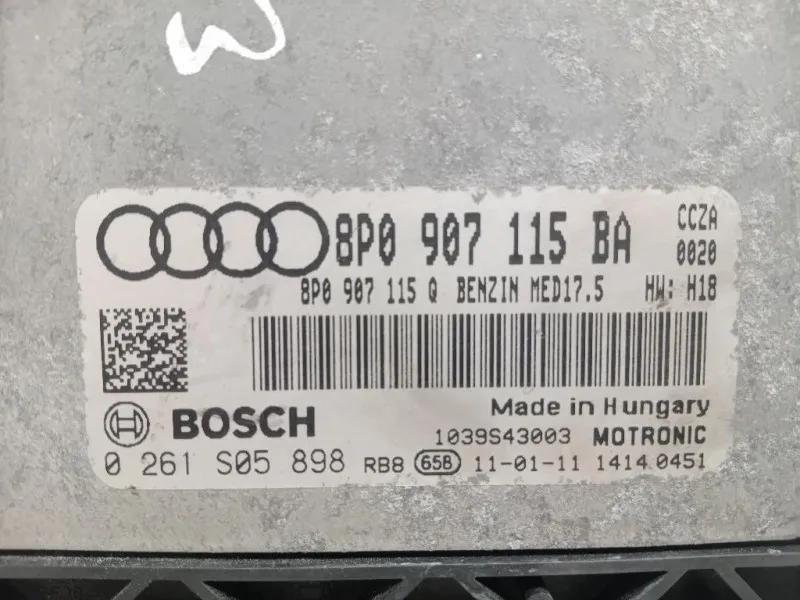 W
8P0 907 115 BA CCZA
0020
8P0 907 115 Q BENZIN MED17.5 HW: H18
BOSCH Made in Hungary
1039S43003 MOTRONIC
0 261 S05 898 RB8 65B 11-01-11 1414 0451